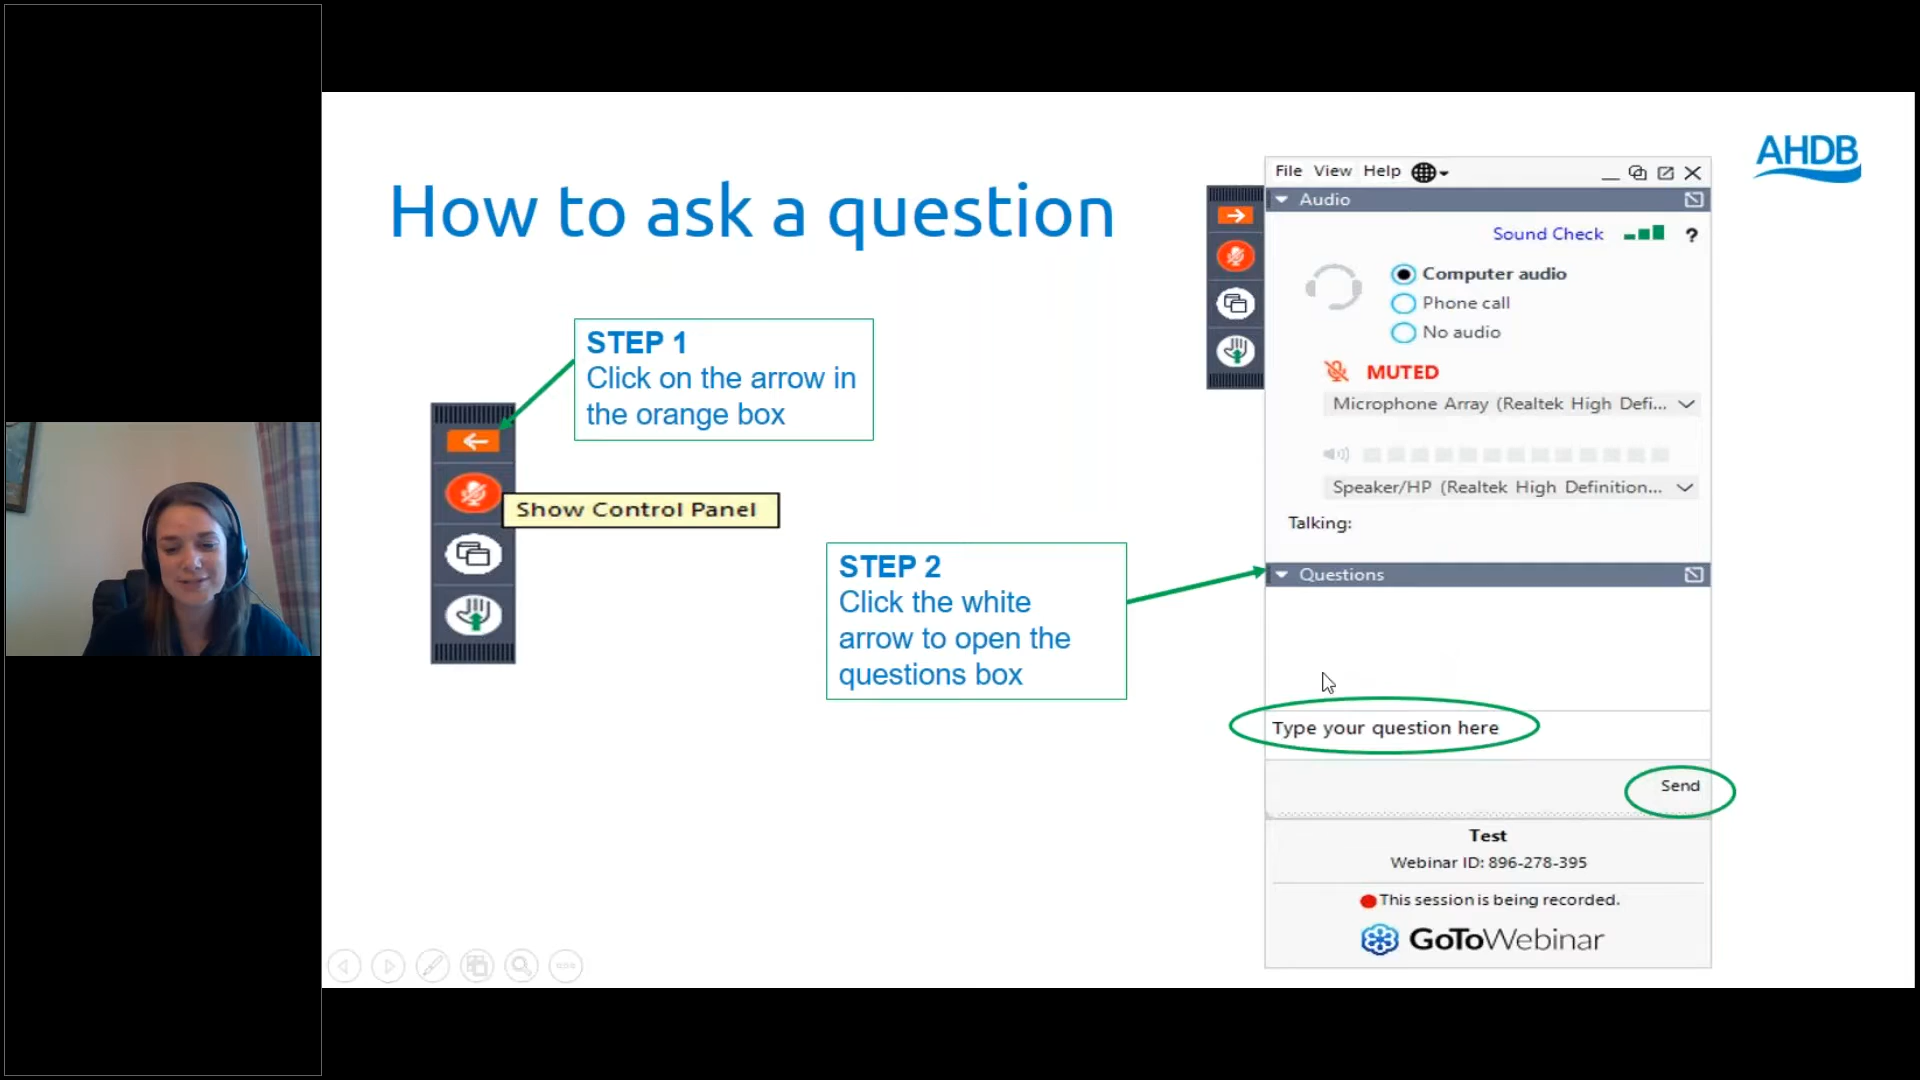 How to ask a question
AHDB
STEP 1
Click on the arrow in
the orange box
Show Control Panel
STEP 2
Click the white
arrow to open the
questions box
File View Help
Audio
Sound Check
?
Computer audio
Phone call
No audio
MUTED
Microphone Array (Realtek High Defi...
Speaker/HP (Realtek High Definition...
Talking:
Questions
Type your question here
Send
Test
Webinar ID: 896-278-395
This session is being recorded.
GoToWebinar